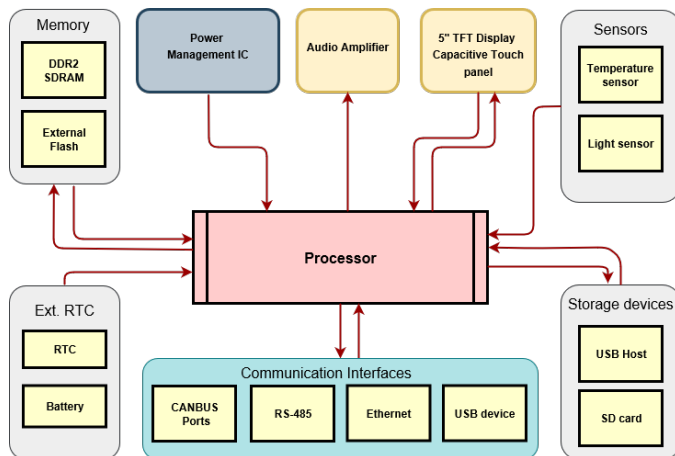 Memory
DDR2
SDRAM
External
Flash
Power
Management IC
Audio Amplifier
5" TFT Display
Capacitive Touch
panel
Sensors
Temperature
sensor
Light sensor
Processor
Ext. RTC
RTC
Battery
Communication Interfaces
CANBUS
Ports
RS-485
Ethernet
USB device
Storage devices
USB Host
SD card